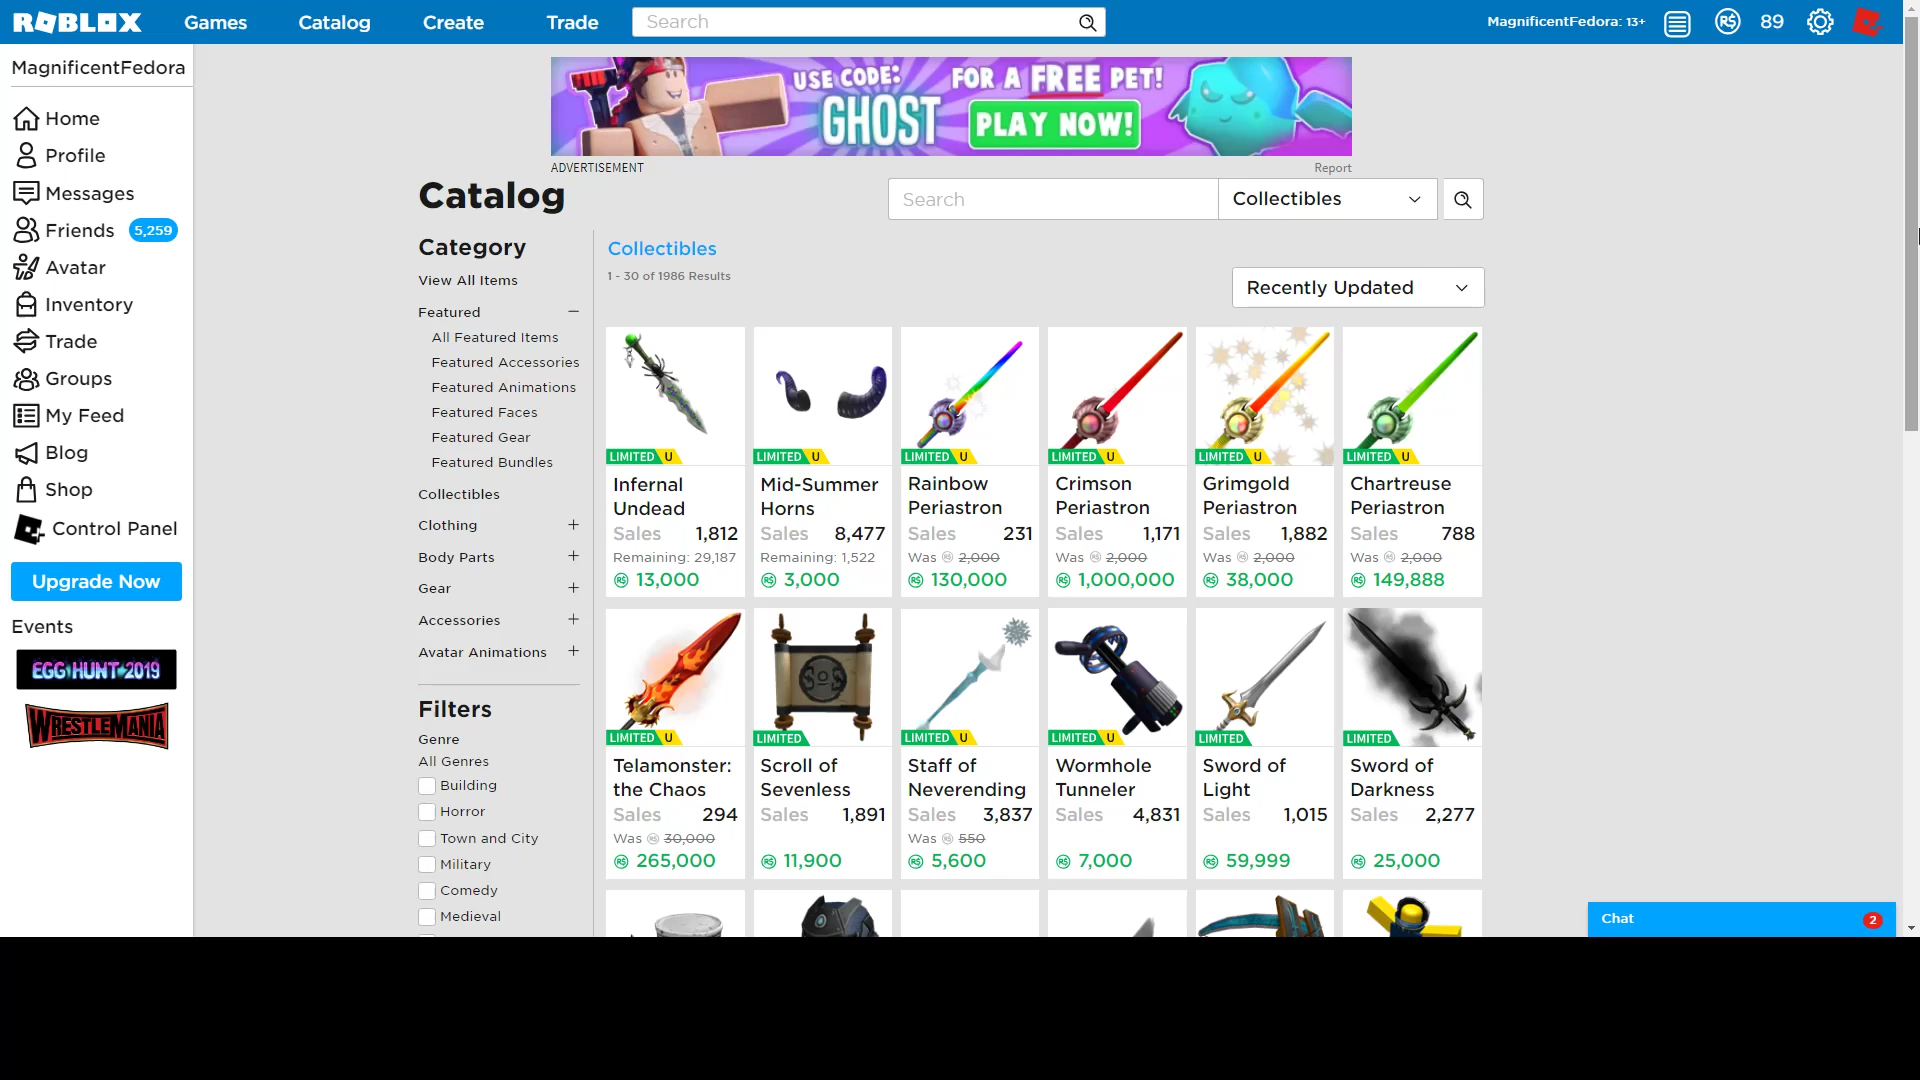 ROBLOX Games Catalog Create Trade Search MagnificentFedora: 13+ 89
MagnificentFedora
Home
Profile
Messages
Friends 5,259
Avatar
Inventory
Trade
Groups
My Feed
Blog
Shop
Control Panel
Upgrade Now
Events
EGG HUNT 2019
WRESTLEMANIA
USE CODE: GHOST FOR A FREE PET!
PLAY NOW!
ADVERTISEMENT Report
Catalog Search Collectibles
Category
View All Items
Featured
All Featured Items
Featured Accessories
Featured Animations
Featured Faces
Featured Gear
Featured Bundles
Collectibles
Clothing +
Body Parts +
Gear +
Accessories +
Avatar Animations +
Filters
Genre
All Genres
Building
Horror
Town and City
Military
Comedy
Medieval
Collectibles
1 - 30 of 1986 Results
Recently Updated
LIMITED U
Infernal
Undead
Sales 1,812
Remaining: 29,187
R$ 13,000
LIMITED U
Mid-Summer
Horns
Sales 8,477
Remaining: 1,522
R$ 3,000
LIMITED U
Rainbow
Periastron
Sales 231
Was R$ 2,000
R$ 130,000
LIMITED U
Crimson
Periastron
Sales 1,171
Was R$ 2,000
R$ 1,000,000
LIMITED U
Grimgold
Periastron
Sales 1,882
Was R$ 2,000
R$ 38,000
LIMITED U
Chartreuse
Periastron
Sales 788
Was R$ 2,000
R$ 149,888
LIMITED U
Telamonster:
the Chaos
Sales 294
Was R$ 30,000
R$ 265,000
SOS
LIMITED
Scroll of
Sevenless
Sales 1,891
R$ 11,900
LIMITED U
Staff of
Neverending
Sales 3,837
Was R$ 550
R$ 5,600
LIMITED U
Wormhole
Tunneler
Sales 4,831
R$ 7,000
LIMITED
Sword of
Light
Sales 1,015
R$ 59,999
LIMITED
Sword of
Darkness
Sales 2,277
R$ 25,000
Chat 2